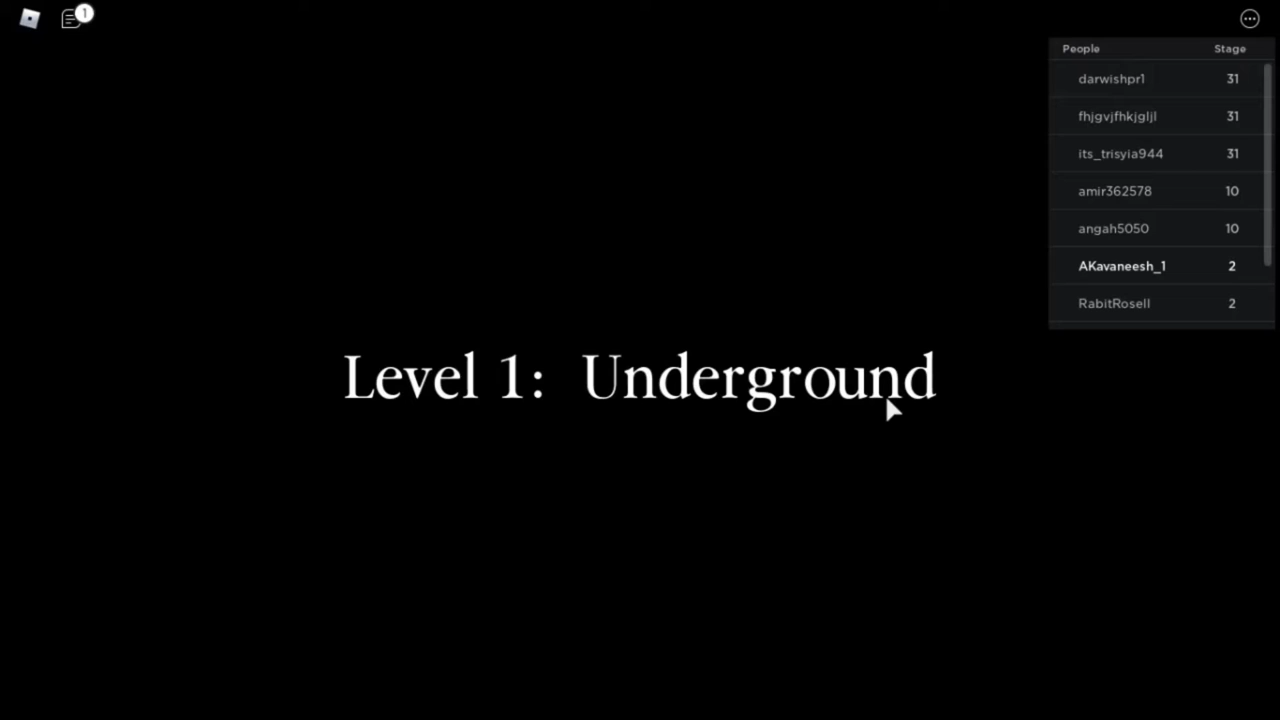 1
People Stage
darwishpr1 31
fhjgvjfhkjgljl 31
its_trisyia944 31
amir362578 10
angah5050 10
AKavaneesh_1 2
RabitRosell 2
Level 1: Underground